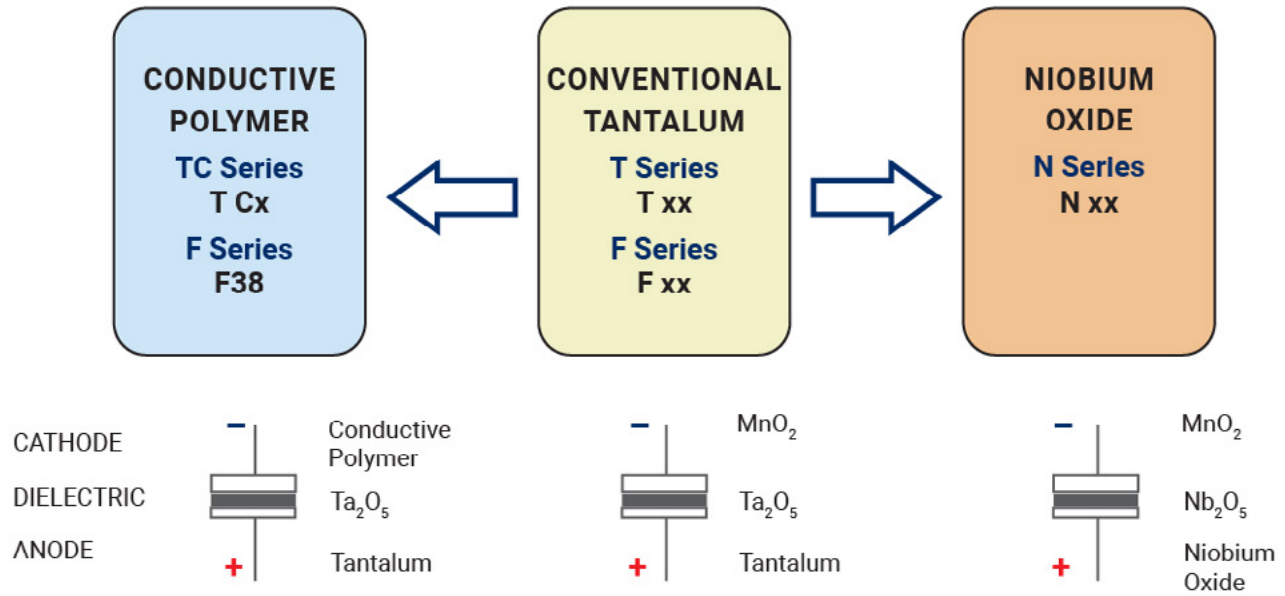 CONDUCTIVE
POLYMER
TC Series
T Cx
F Series
F38
CONVENTIONAL
TANTALUM
T Series
T xx
F Series
F xx
NIOBIUM
OXIDE
N Series
N xx
CATHODE
DIELECTRIC
ANODE
−
Conductive
Polymer
Ta₂O₅
+
Tantalum
−
MnO₂
Ta₂O₅
+
Tantalum
−
MnO₂
Nb₂O₅
+
Niobium
Oxide